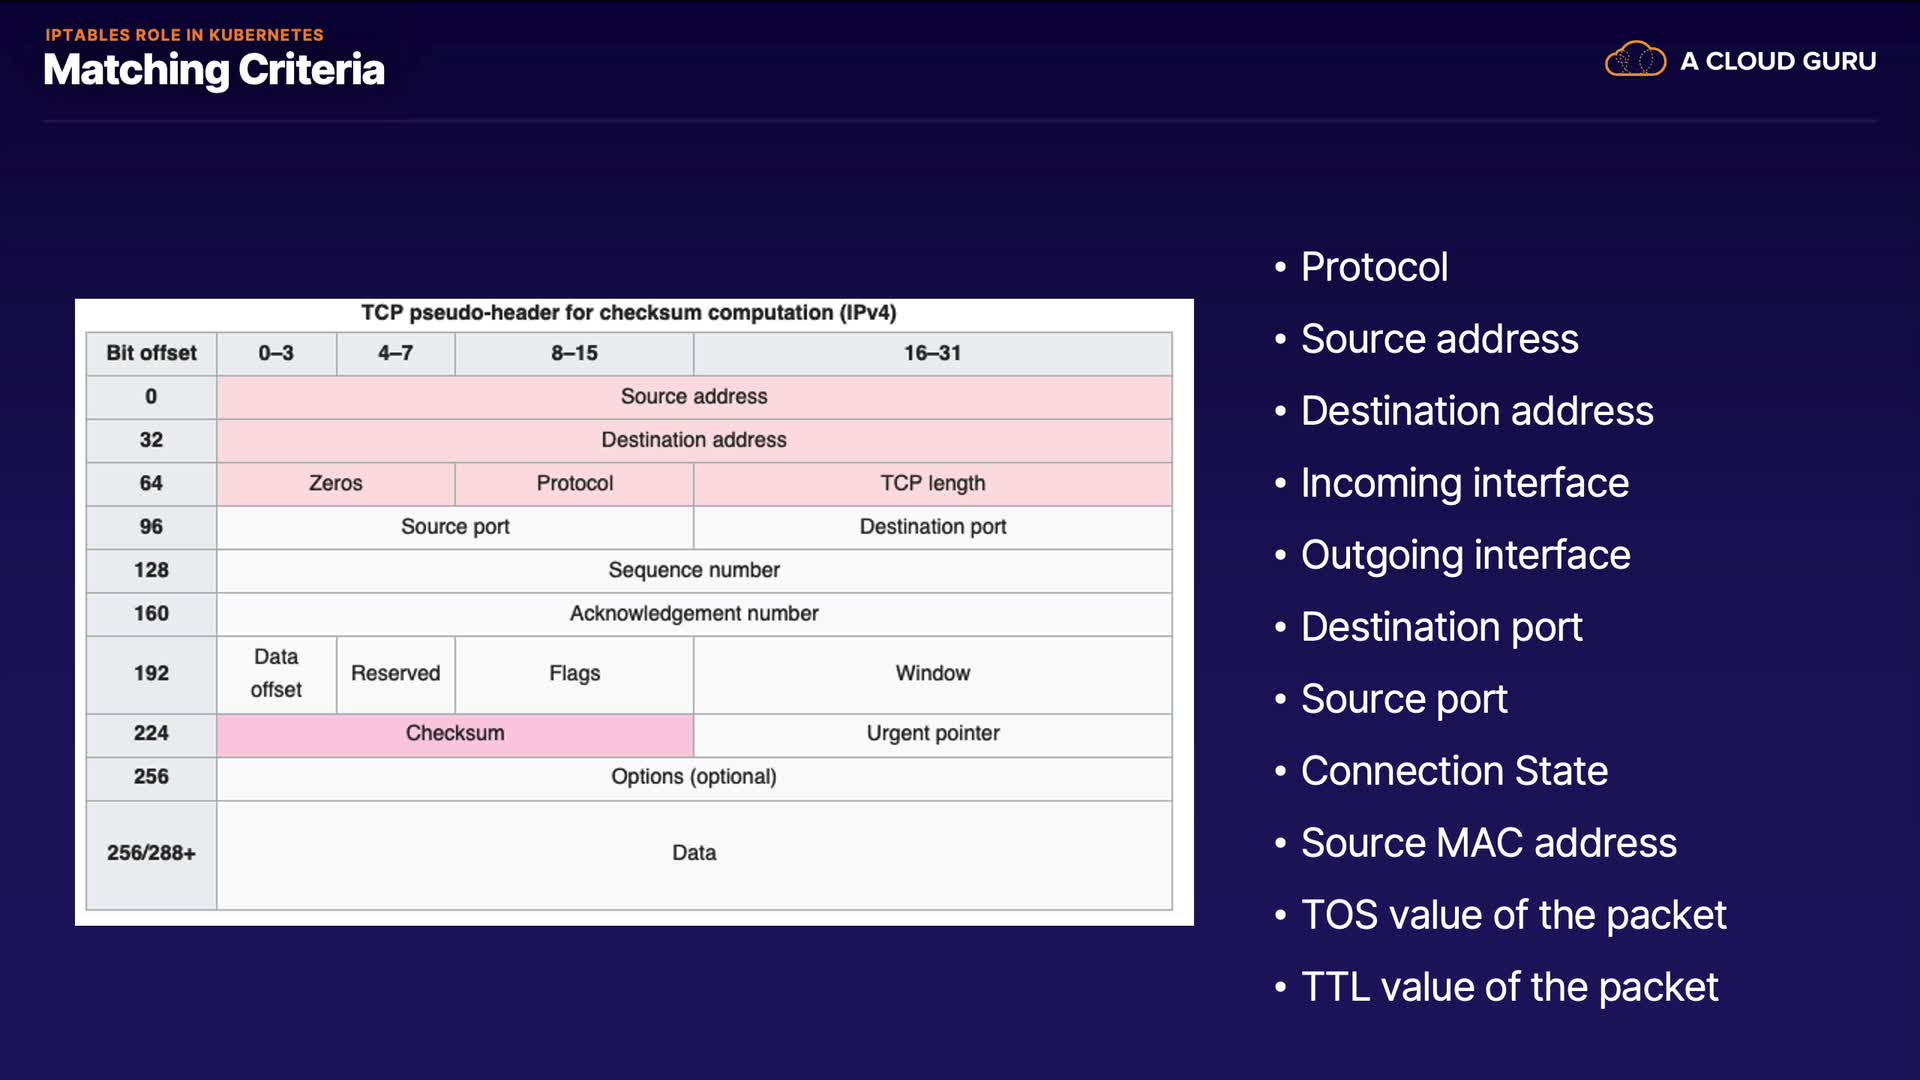 IPTABLES ROLE IN KUBERNETES
Matching Criteria
A CLOUD GURU
TCP pseudo-header for checksum computation (IPv4)
Bit offset 0–3 4–7 8–15 16–31
0 Source address
32 Destination address
64 Zeros Protocol TCP length
96 Source port Destination port
128 Sequence number
160 Acknowledgement number
192 Data offset Reserved Flags Window
224 Checksum Urgent pointer
256 Options (optional)
256/288+ Data
• Protocol
• Source address
• Destination address
• Incoming interface
• Outgoing interface
• Destination port
• Source port
• Connection State
• Source MAC address
• TOS value of the packet
• TTL value of the packet